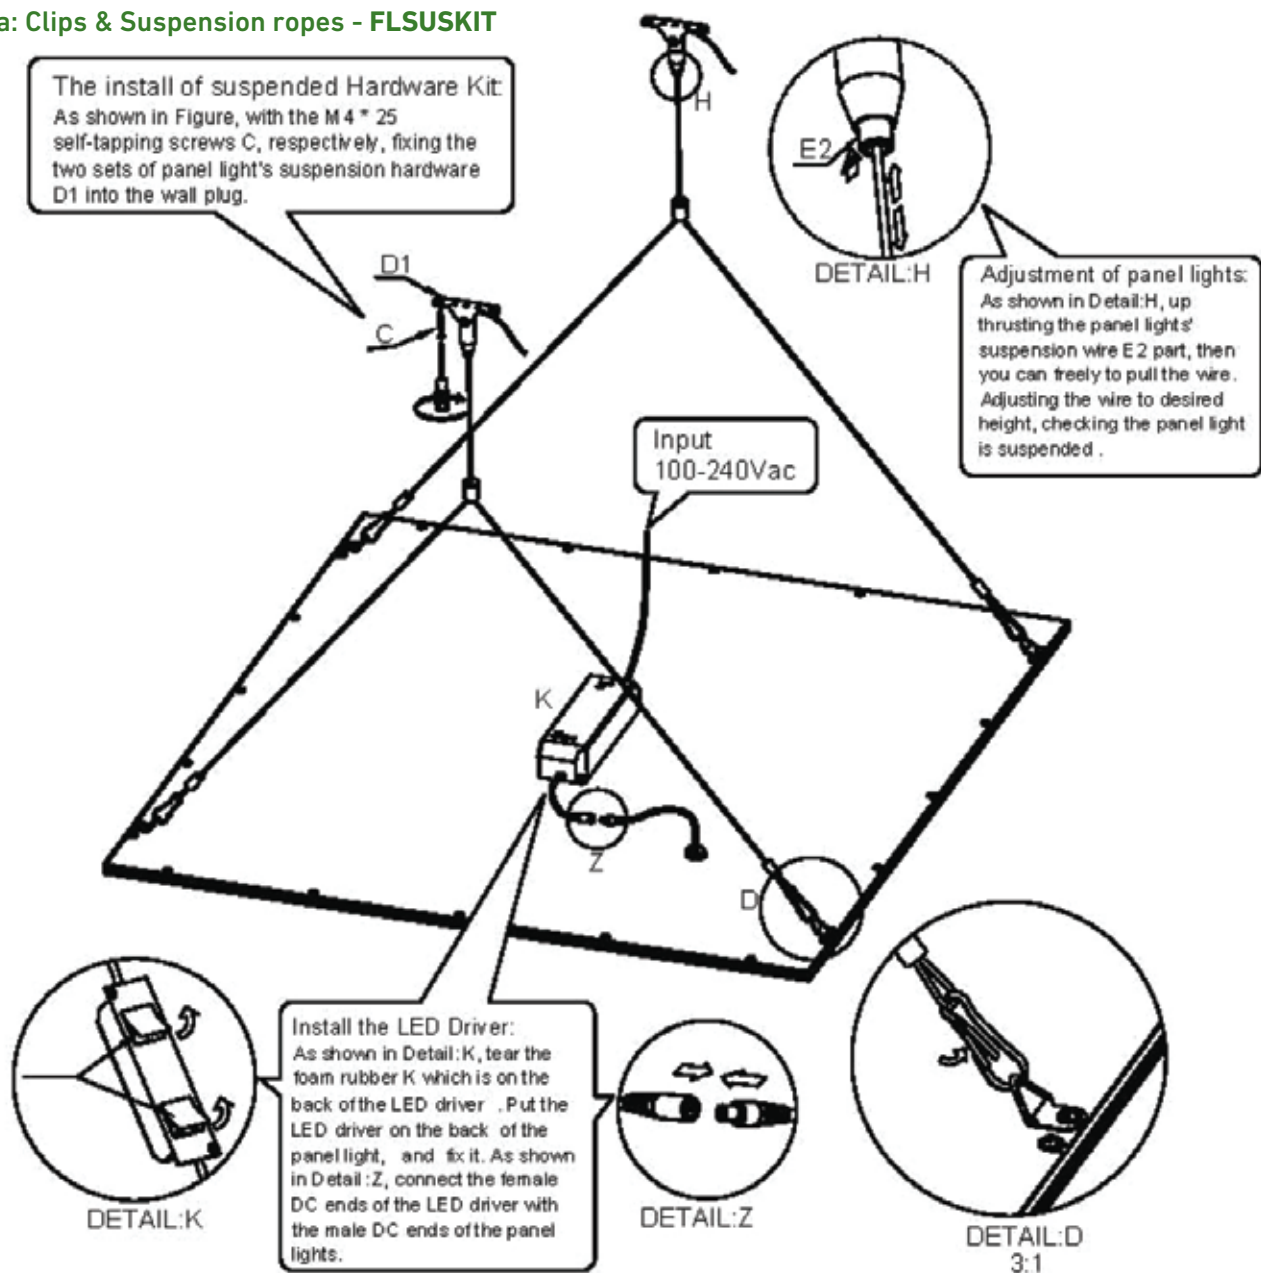 a: Clips & Suspension ropes - FLSUSKIT
The install of suspended Hardware Kit:
As shown in Figure, with the M 4 * 25
self-tapping screws C, respectively, fixing the
two sets of panel light's suspension hardware
D1 into the wall plug.
H
E2
DETAIL:H
D1
C
Adjustment of panel lights:
As shown in Detail:H, up
thrusting the panel lights'
suspension wire E2 part, then
you can freely to pull the wire.
Adjusting the wire to desired
height, checking the panel light
is suspended .
Input
100-240Vac
K
Z
D
Install the LED Driver:
As shown in Detail:K, tear the
foam rubber K which is on the
back of the LED driver .Put the
LED driver on the back of the
panel light, and fix it. As shown
in Detail:Z, connect the female
DC ends of the LED driver with
the male DC ends of the panel
lights.
DETAIL:K
DETAIL:Z
DETAIL:D
3:1